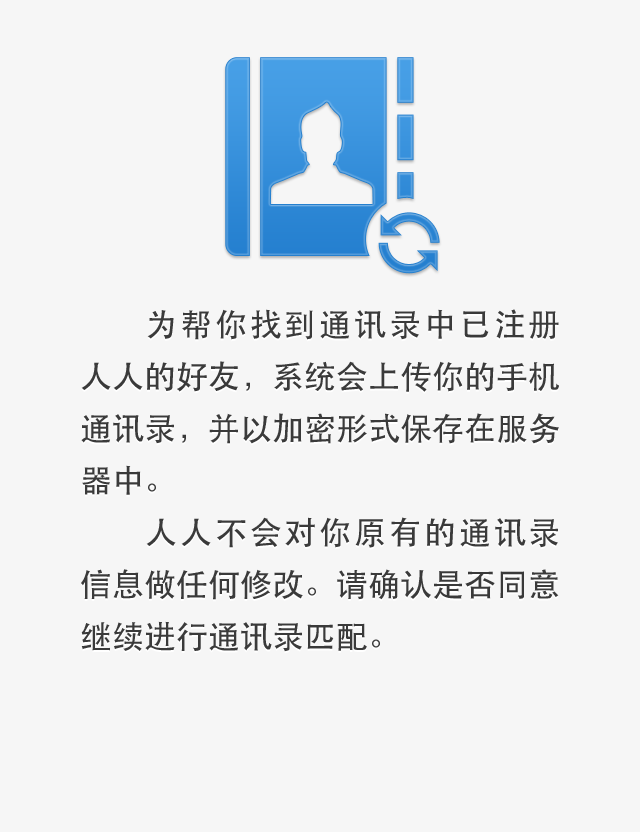 为帮你找到通讯录中已注册
人人的好友，系统会上传你的手机
通讯录，并以加密形式保存在服务
器中。
人人不会对你原有的通讯录
信息做任何修改。请确认是否同意
继续进行通讯录匹配。